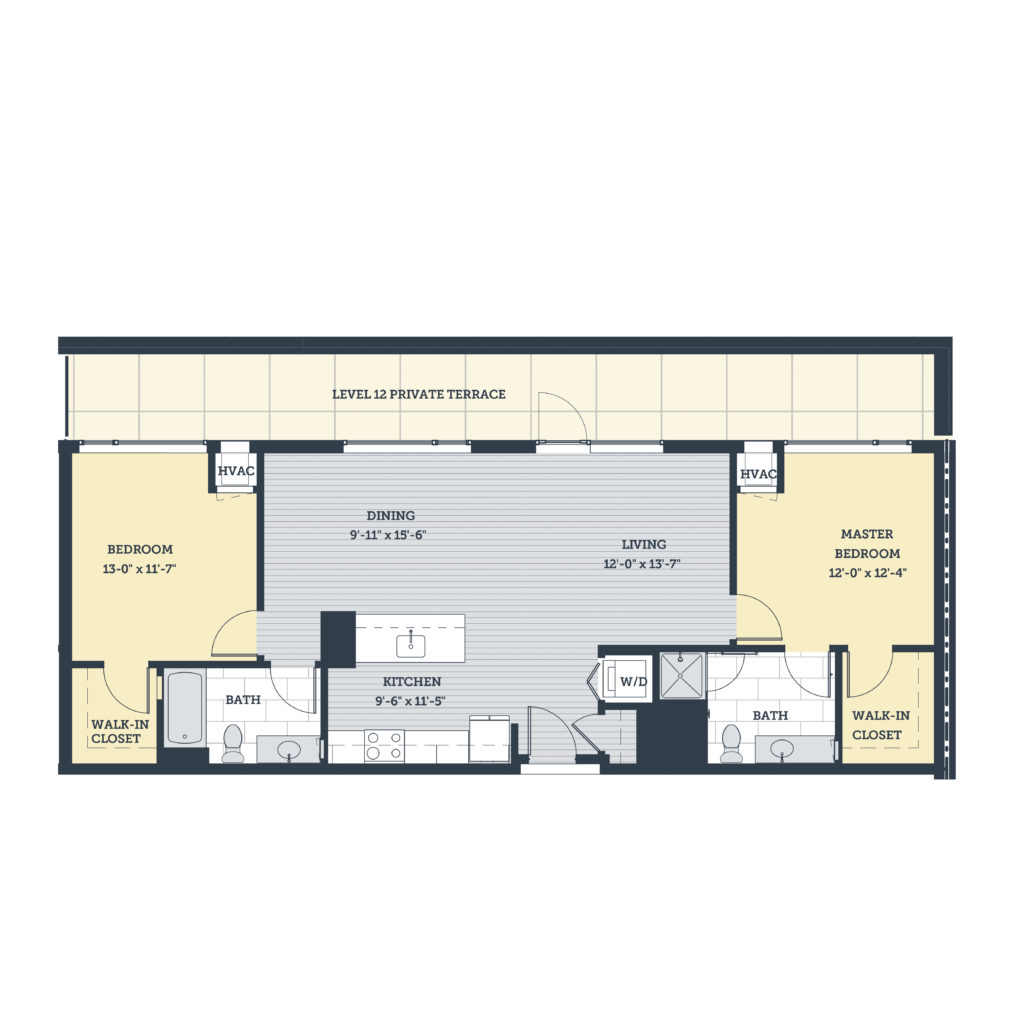 LEVEL 12 PRIVATE TERRACE
HVAC
HVAC
DINING
9'-11" x 15'-6"
LIVING
12'-0" x 13'-7"
BEDROOM
13-0" x 11'-7"
MASTER
BEDROOM
12'-0" x 12'-4"
KITCHEN
9'-6" x 11'-5"
W/D
BATH
WALK-IN
CLOSET
BATH
WALK-IN
CLOSET